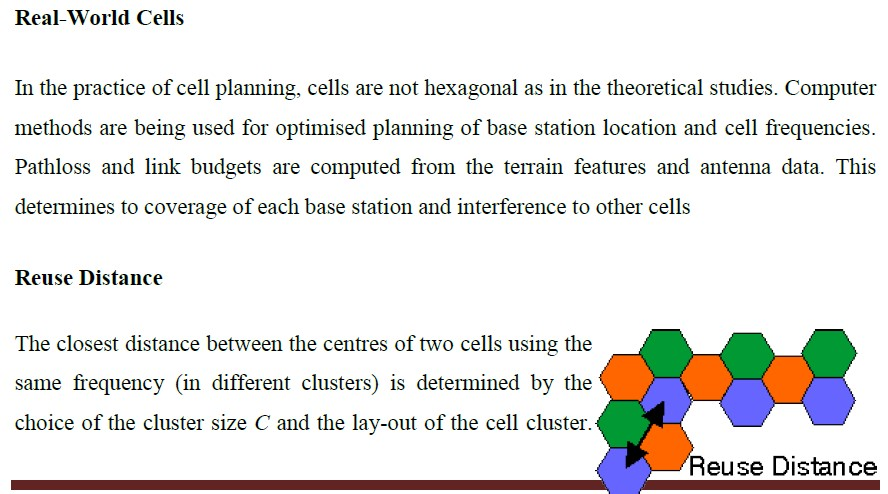 Real-World Cells
In the practice of cell planning, cells are not hexagonal as in the theoretical studies. Computer
methods are being used for optimised planning of base station location and cell frequencies.
Pathloss and link budgets are computed from the terrain features and antenna data. This
determines to coverage of each base station and interference to other cells
Reuse Distance
The closest distance between the centres of two cells using the
same frequency (in different clusters) is determined by the
choice of the cluster size C and the lay-out of the cell cluster.
Reuse Distance